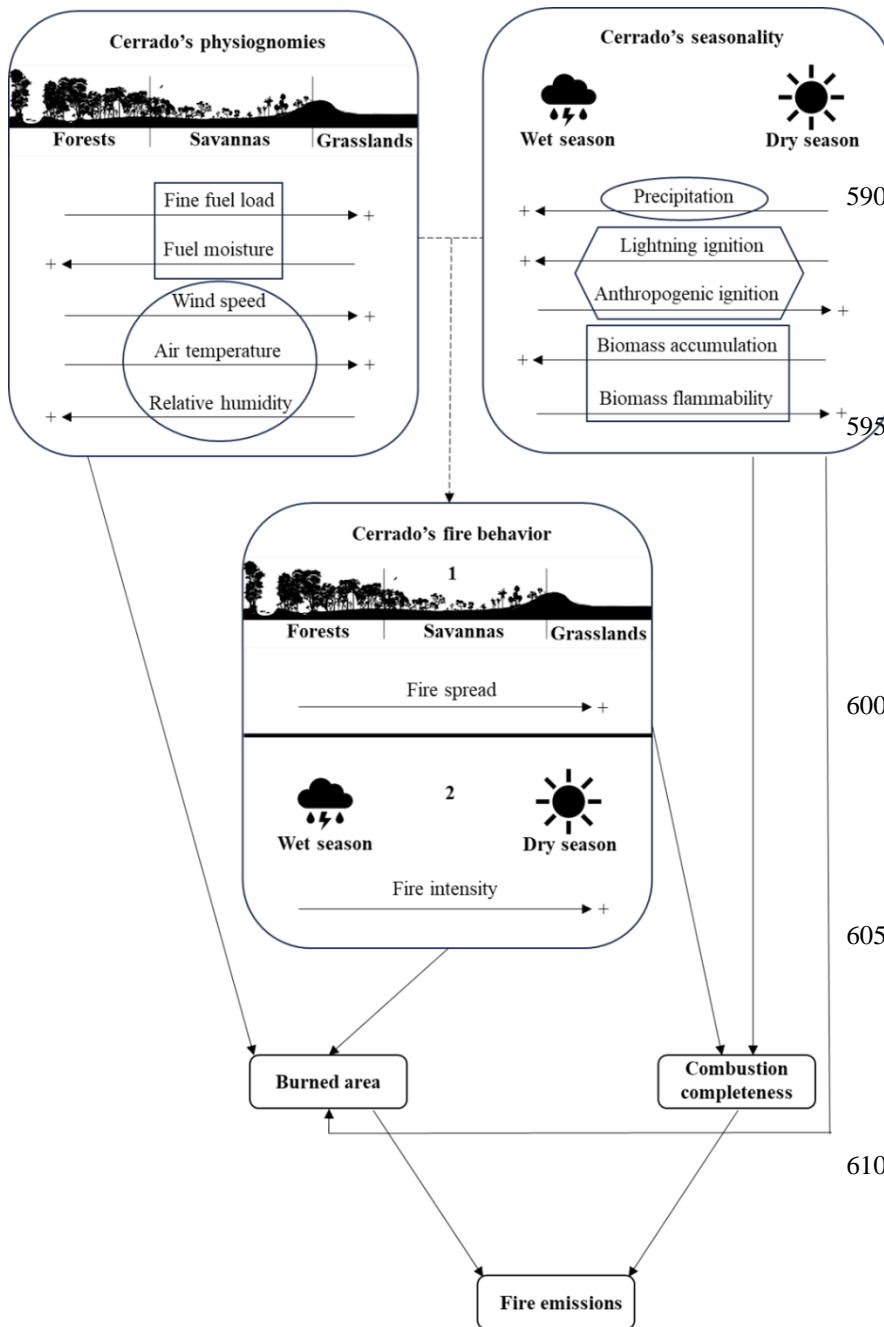 Cerrado's physiognomies
Forests
Savannas
Grasslands
Fine fuel load
+
Fuel moisture
+
Wind speed
+
Air temperature
+
Relative humidity
+
Cerrado's seasonality
Wet season
Dry season
Precipitation
+
Lightning ignition
+
Anthropogenic ignition
+
Biomass accumulation
+
Biomass flammability
+
590
595
Cerrado's fire behavior
1
Forests
Savannas
Grasslands
Fire spread
+
600
2
Wet season
Dry season
Fire intensity
+
605
Burned area
Combustion
completeness
610
Fire emissions